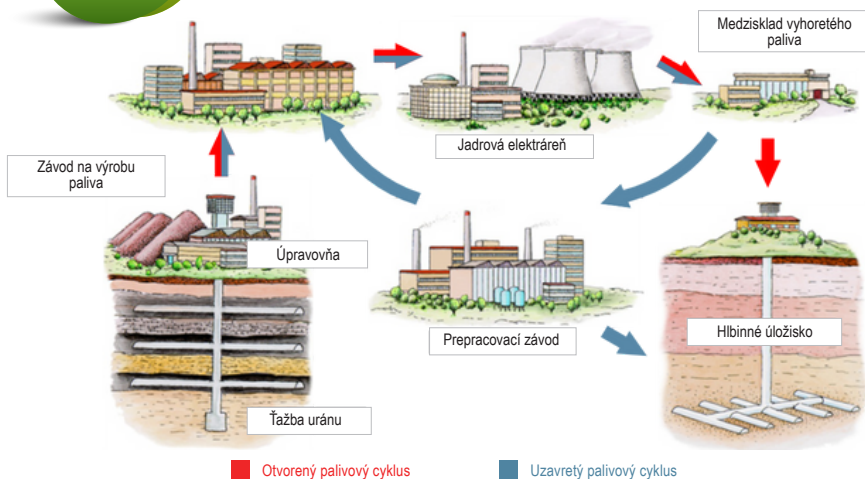 Medzisklad vyhoretého
paliva
Jadrová elektráreň
Závod na výrobu
paliva
Úpravovňa
Prepracovací závod
Hlbinné úložisko
Ťažba uránu
Otvorený palivový cyklus
Uzavretý palivový cyklus